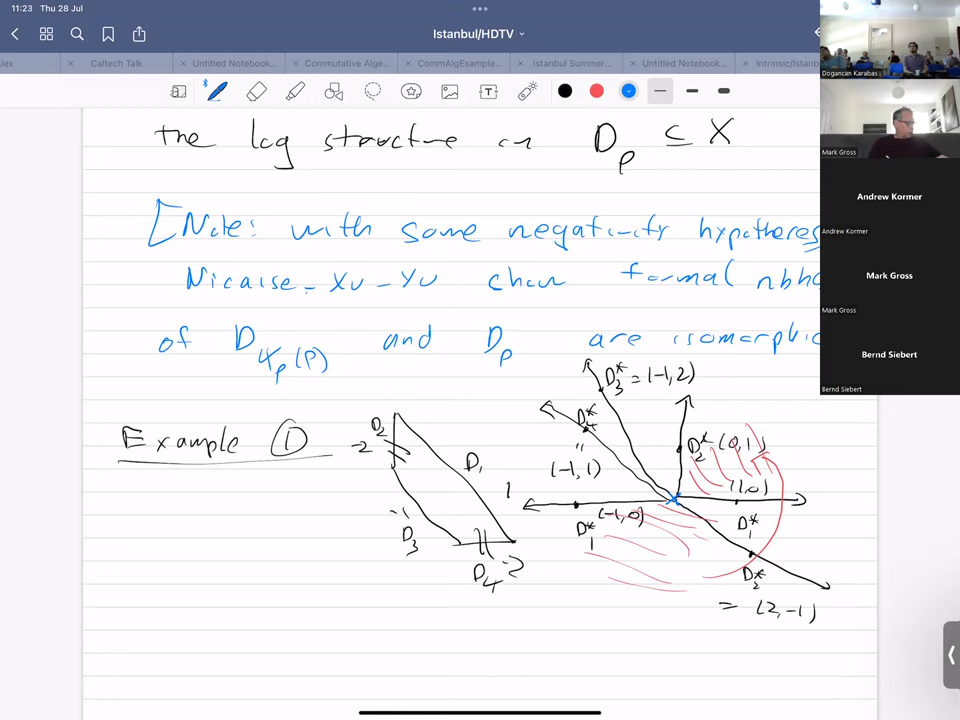 11:23 Thu 28 Jul
Istanbul/HDTV
lex
Caltech Talk
Untitled Notebook...
Commutative Alge...
CommAlgExample...
Istanbul Summer...
Untitled Notebook...
Intrinsic/Istanb
Dogancan Karabas
Mark Gross
Andrew Kormer
Andrew Kormer
Mark Gross
Mark Gross
Bernd Siebert
Bernd Siebert
the log structure on D_ρ ⊆ X
[Note: with some negativity hypotheses
Nicaise-Xu-Yu show formal nbhd
of D_φ_ρ(P) and D_ρ are isomorphic
Example ①
D_2
-2
D_1
1
-1
D_3
D_4
-2
D_3^* = (-1,2)
D_4^*
"
(-1,1)
D_2^* (0,1)
(1,0)
D_1^*
(-1,0)
D_1^*
D_2^*
= (2,-1)